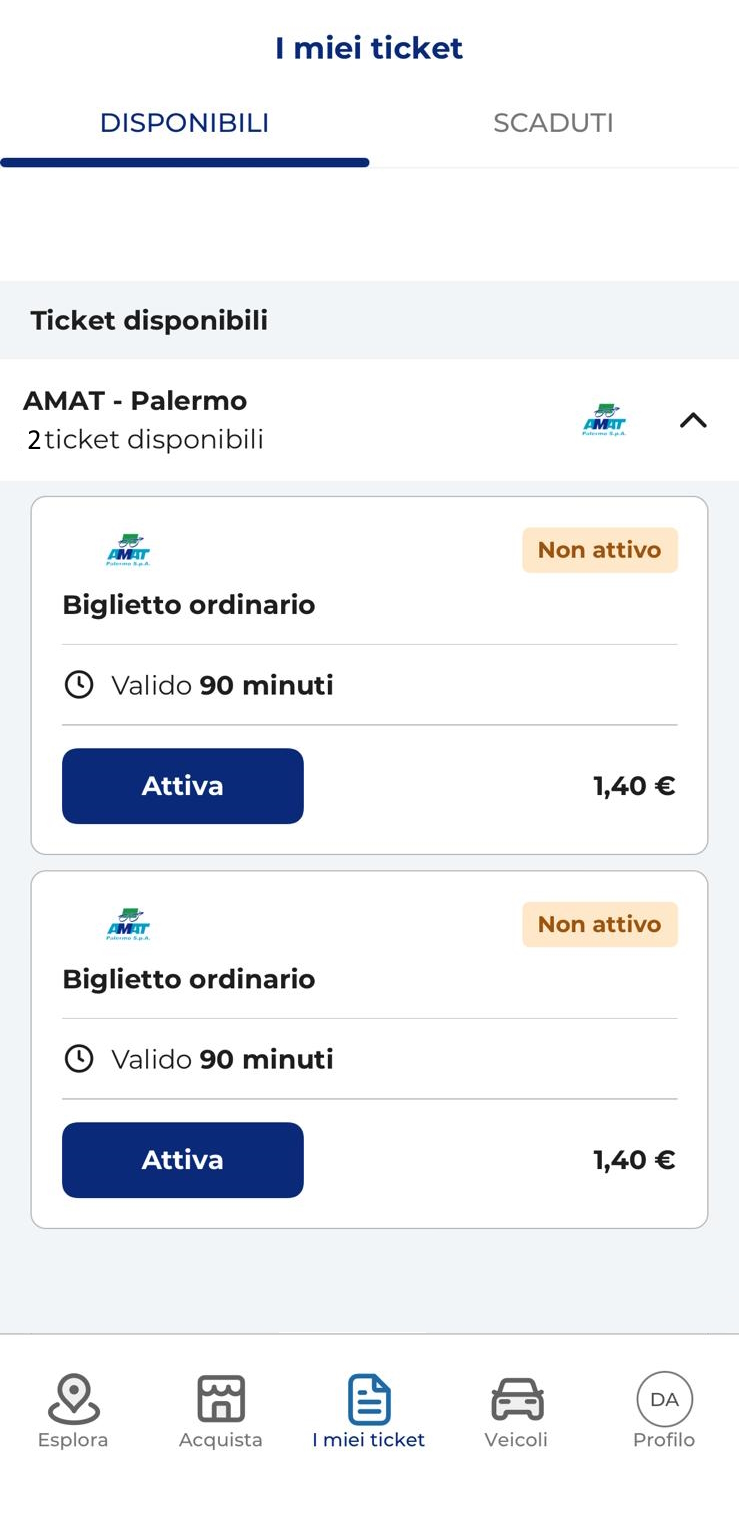 I miei ticket
DISPONIBILI SCADUTI
Ticket disponibili
AMAT - Palermo
2 ticket disponibili
AMAT
Palermo S.p.A.
AMAT
Palermo S.p.A.
Non attivo
Biglietto ordinario
Valido 90 minuti
Attiva 1,40 €
AMAT
Palermo S.p.A.
Non attivo
Biglietto ordinario
Valido 90 minuti
Attiva 1,40 €
DA
Esplora Acquista I miei ticket Veicoli Profilo